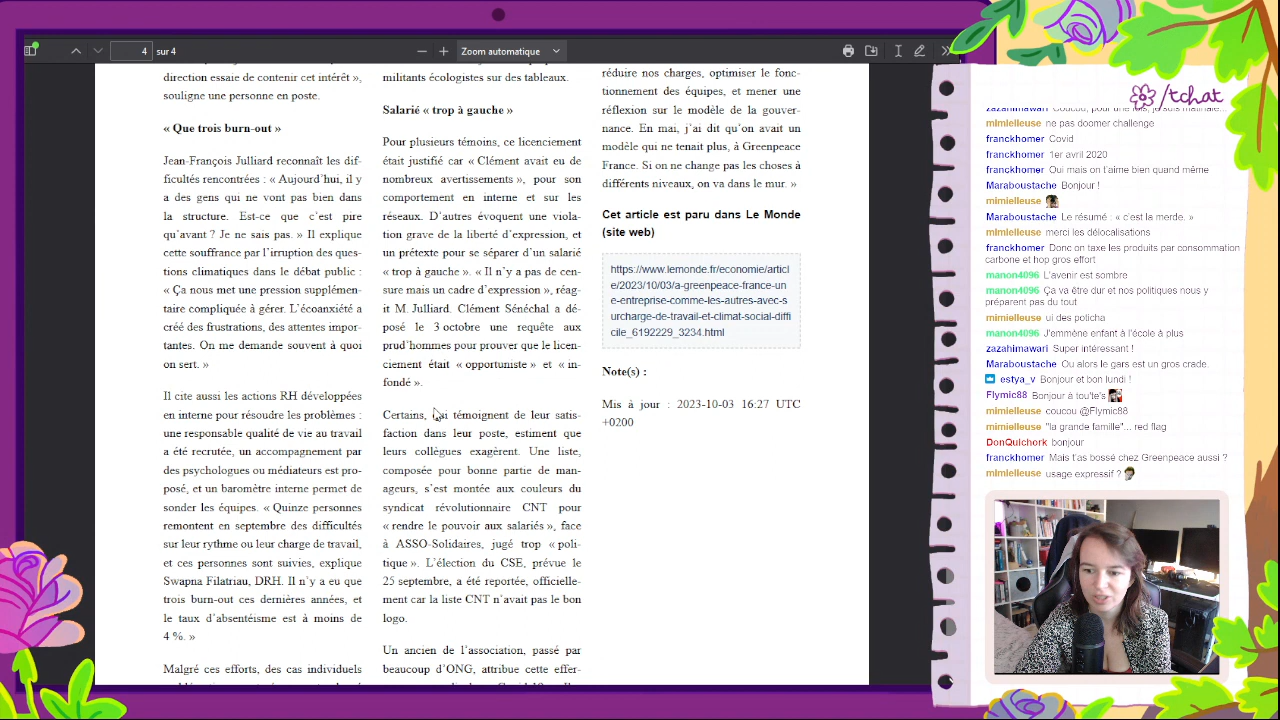 4 sur 4
Zoom automatique
direction essaie de contenir cet intérêt »,
souligne une personne en poste.
« Que trois burn-out »
Jean-François Julliard reconnaît les dif-
ficultés rencontrées : « Aujourd'hui, il y
a des gens qui ne vont pas bien dans
la structure. Est-ce que c'est pire
qu'avant ? Je ne sais pas. » Il explique
cette souffrance par l'irruption des ques-
tions climatiques dans le débat public :
« Ça nous met une pression supplémen-
taire compliquée à gérer. L'écoanxiété a
créé des frustrations, des attentes impor-
tantes. On me demande souvent à quoi
on sert. »
Il cite aussi les actions RH développées
en interne pour résoudre les problèmes :
une responsable qualité de vie au travail
a été recrutée, un accompagnement par
des psychologues ou médiateurs est pro-
posé, et un baromètre interne permet de
sonder les équipes. « Quinze personnes
remontent en septembre des difficultés
sur leur rythme ou leur charge de travail,
et ces personnes sont suivies, explique
Swapna Filatriau, DRH. Il n'y a eu que
trois burn-out ces dernières années, et
le taux d'absentéisme est à moins de
4 %. »
Malgré ces efforts, des cas individuels
militants écologistes sur des tableaux.
Salarié « trop à gauche »
Pour plusieurs témoins, ce licenciement
était justifié car « Clément avait eu de
nombreux avertissements », pour son
comportement en interne et sur les
réseaux. D'autres évoquent une viola-
tion grave de la liberté d'expression, et
un prétexte pour se séparer d'un salarié
« trop à gauche ». « Il n'y a pas de cen-
sure mais un cadre d'expression », réag-
it M. Julliard. Clément Sénéchal a dé-
posé le 3 octobre une requête aux
prud'hommes pour prouver que le licen-
ciement était « opportuniste » et « in-
fondé ».
Certains, qui témoignent de leur satis-
faction dans leur poste, estiment que
leurs collègues exagèrent. Une liste,
composée pour bonne partie de man-
agers, s'est montée aux couleurs du
syndicat révolutionnaire CNT pour
« rendre le pouvoir aux salariés », face
à ASSO-Solidaires, jugé trop « poli-
tique ». L'élection du CSE, prévue le
25 septembre, a été reportée, officielle-
ment car la liste CNT n'avait pas le bon
logo.
Un ancien de l'association, passé par
beaucoup d'ONG, attribue cette effer-
réduire nos charges, optimiser le fonc-
tionnement des équipes, et mener une
réflexion sur le modèle de la gouver-
nance. En mai, j'ai dit qu'on avait un
modèle qui ne tenait plus, à Greenpeace
France. Si on ne change pas les choses à
différents niveaux, on va dans le mur. »
Cet article est paru dans Le Monde
(site web)
https://www.lemonde.fr/economie/articl
e/2023/10/03/a-greenpeace-france-un
e-entreprise-comme-les-autres-avec-s
urcharge-de-travail-et-climat-social-diffi
cile_6192229_3234.html
Note(s) :
Mis à jour : 2023-10-03 16:27 UTC
+0200
/tchat
zazahimawari Coucou, pour une fois, je suis matinale...
mimielleuse ne pas doomer challenge
franckhomer Covid
franckhomer 1er avril 2020
franckhomer Oui mais on t'aime bien quand même
Maraboustache Bonjour !
mimielleuse
Maraboustache Le résumé : « c'est la merde. »
mimielleuse merci les délocalisations
franckhomer Donc on taxe les produits par consommation
carbone et hop gros effort
manon4096 L'avenir est sombre.
manon4096 Ça va être dur et nos politiques nous y
préparent pas du tout
mimielleuse ui des poticha
manon4096 J'emmène enfant à l'école à plus
zazahimawari Super intéressant !
Maraboustache Ou alors le gars est un gros crade.
estya_v Bonjour et bon lundi !
Flymic88 Bonjour à tou'te's
mimielleuse coucou @Flymic88
mimielleuse "la grande famille"... red flag
DonQuichork bonjour
franckhomer Mais t'as bossé chez Greenpeace aussi ?
mimielleuse usage expressif ?